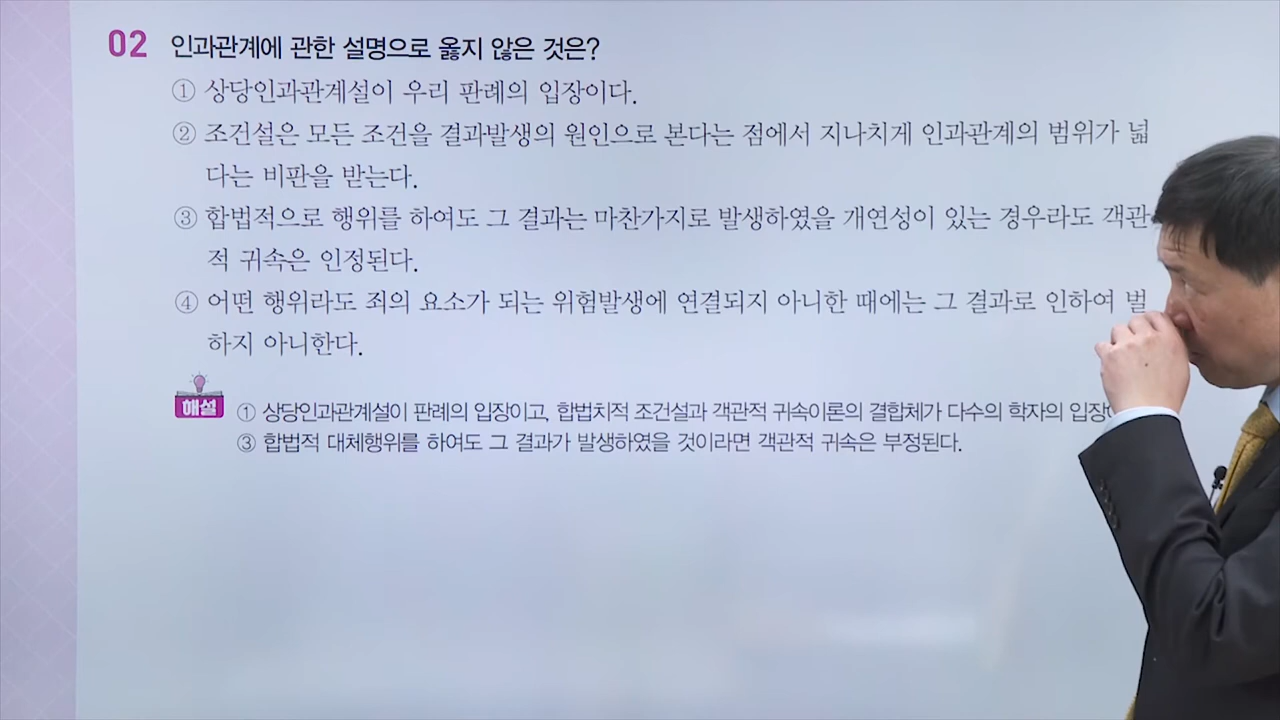 02 인과관계에 관한 설명으로 옳지 않은 것은?
① 상당인과관계설이 우리 판례의 입장이다.
② 조건설은 모든 조건을 결과발생의 원인으로 본다는 점에서 지나치게 인과관계의 범위가 넓
다는 비판을 받는다.
③ 합법적으로 행위를 하여도 그 결과는 마찬가지로 발생하였을 개연성이 있는 경우라도 객관
적 귀속은 인정된다.
④ 어떤 행위라도 죄의 요소가 되는 위험발생에 연결되지 아니한 때에는 그 결과로 인하여 벌
하지 아니한다.
해설 ① 상당인과관계설이 판례의 입장이고, 합법칙적 조건설과 객관적 귀속이론의 결합체가 다수의 학자의
③ 합법적 대체행위를 하여도 그 결과가 발생하였을 것이라면 객관적 귀속은 부정된다.